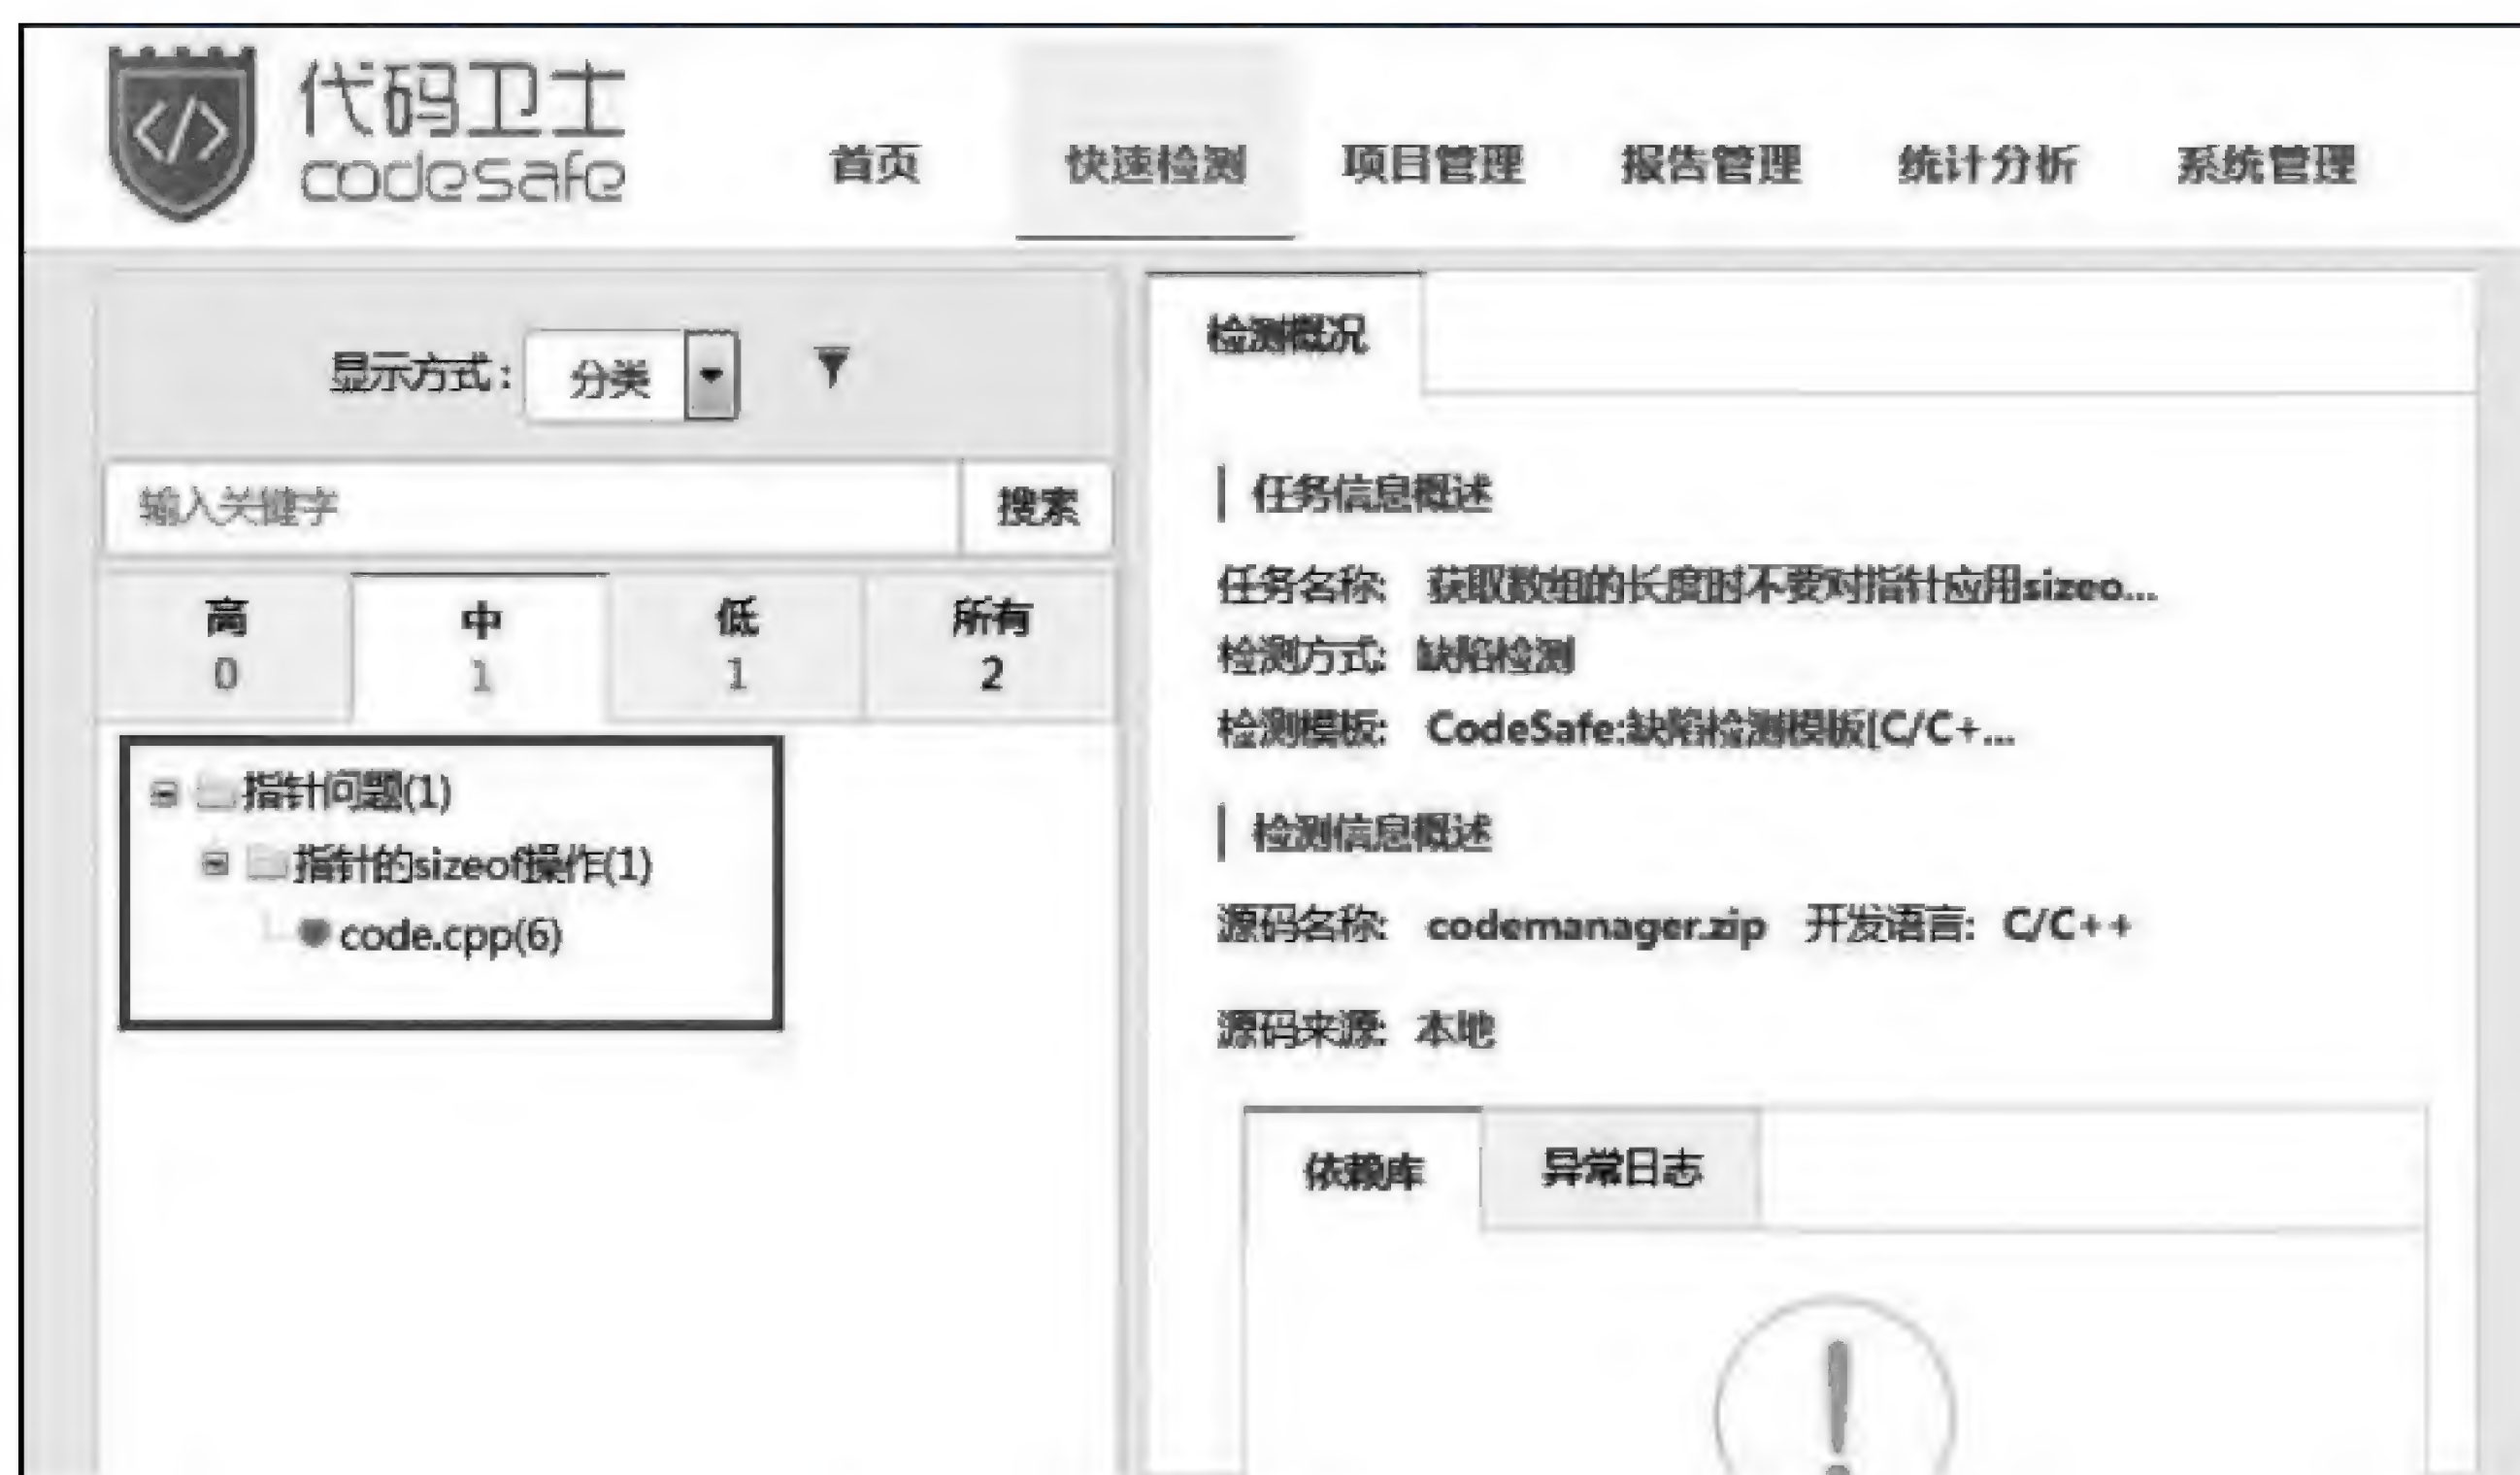 代码卫士
codesafe
首页 快速检测 项目管理 报告管理 统计分析 系统管理
显示方式: 分类
输入关键字 搜索
高 中 低 所有
0 1 1 2
指针问题(1)
指针的sizeof操作(1)
code.cpp(6)
检测概况
任务信息概述
任务名称: 获取数组的长度时不要对指针应用sizeo...
检测方式: 缺陷检测
检测模板: CodeSafe:缺陷检测模板[C/C+...
检测信息概述
源码名称: codemanager.zip 开发语言: C/C++
源码来源: 本地
依赖库 异常日志